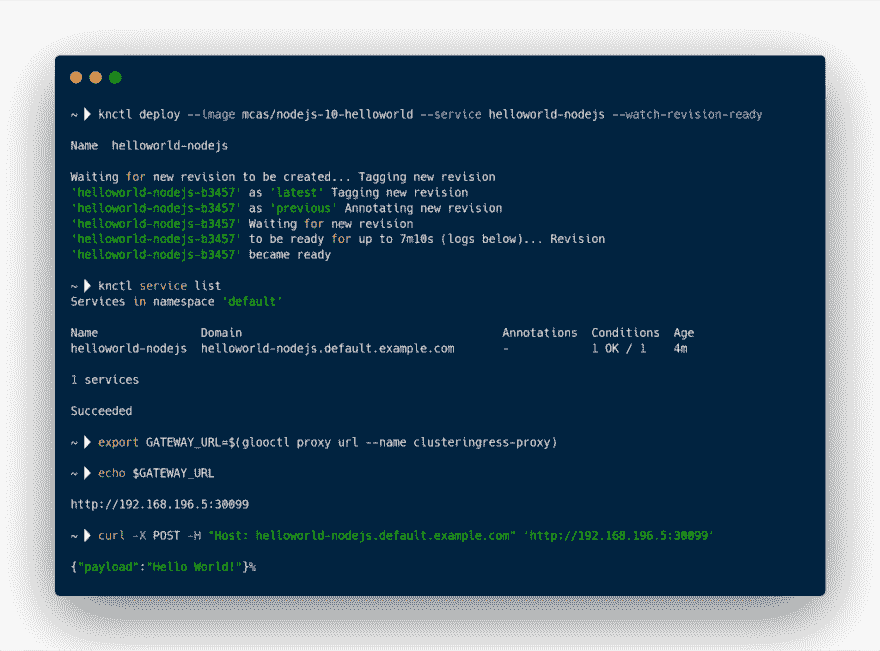 ~ ▶ knctl deploy --image mcas/nodejs-10-helloworld --service helloworld-nodejs --watch-revision-ready
Name  helloworld-nodejs
Waiting for new revision to be created... Tagging new revision
'helloworld-nodejs-b3457' as 'latest' Tagging new revision
'helloworld-nodejs-b3457' as 'previous' Annotating new revision
'helloworld-nodejs-b3457' Waiting for new revision
'helloworld-nodejs-b3457' to be ready for up to 7m10s (logs below)... Revision
'helloworld-nodejs-b3457' became ready
~ ▶ knctl service list
Services in namespace 'default'
Name  Domain  Annotations  Conditions  Age
helloworld-nodejs  helloworld-nodejs.default.example.com  -  1 OK / 1  4m
1 services
Succeeded
~ ▶ export GATEWAY_URL=$(glooctl proxy url --name clusteringress-proxy)
~ ▶ echo $GATEWAY_URL
http://192.168.196.5:30099
~ ▶ curl -X POST -H "Host: helloworld-nodejs.default.example.com" 'http://192.168.196.5:30099'
{"payload":"Hello World!"}%